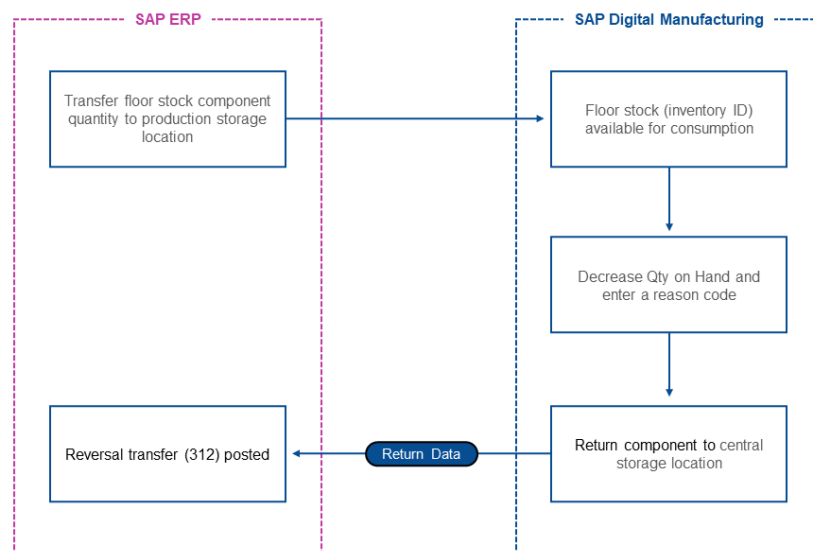 SAP ERP
SAP Digital Manufacturing
Transfer floor stock component
quantity to production storage
location
Floor stock (inventory ID)
available for consumption
Decrease Qty on Hand and
enter a reason code
Return component to central
storage location
Return Data
Reversal transfer (312) posted